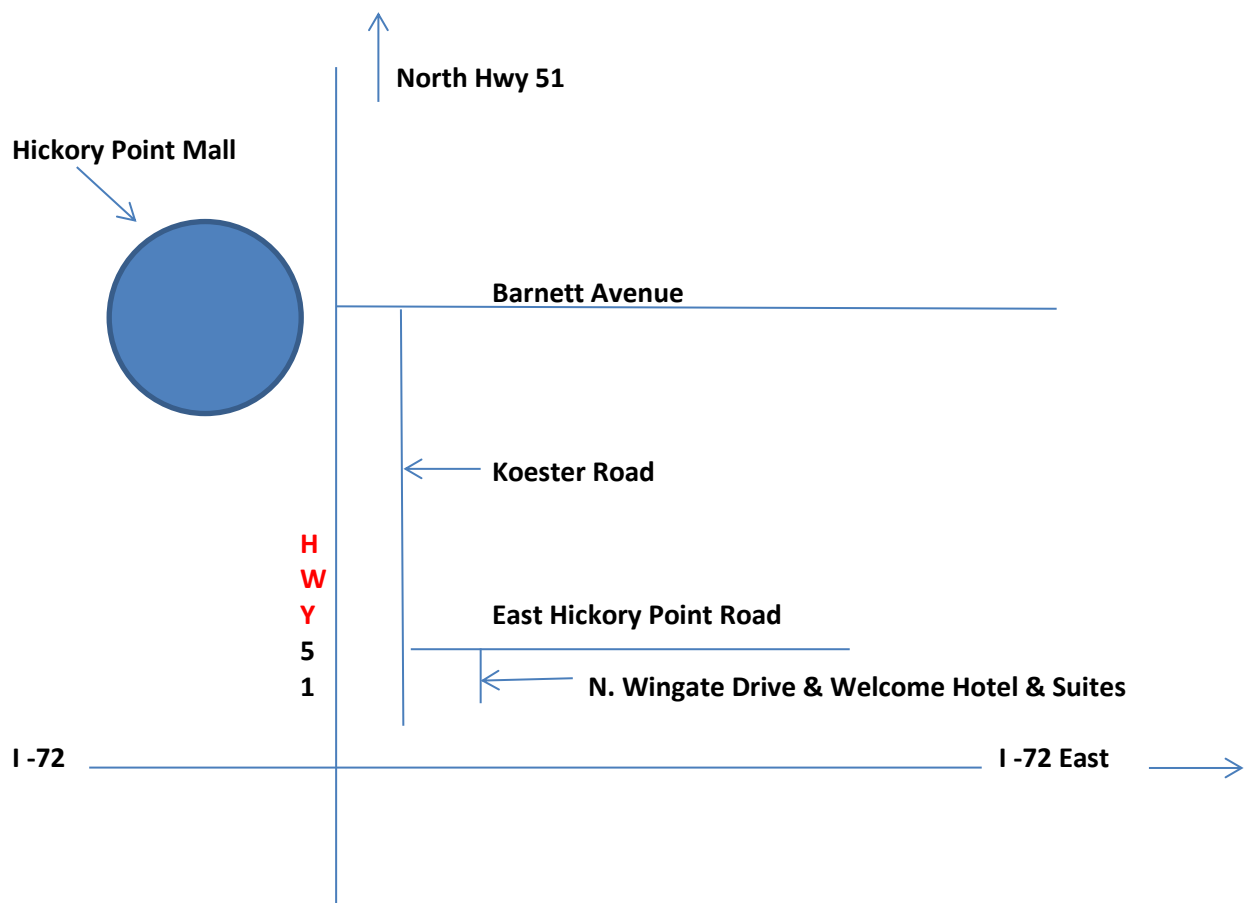 North Hwy 51
Hickory Point Mall
Barnett Avenue
Koester Road
H
W
Y
5
1
East Hickory Point Road
N. Wingate Drive & Welcome Hotel & Suites
I -72
I -72 East